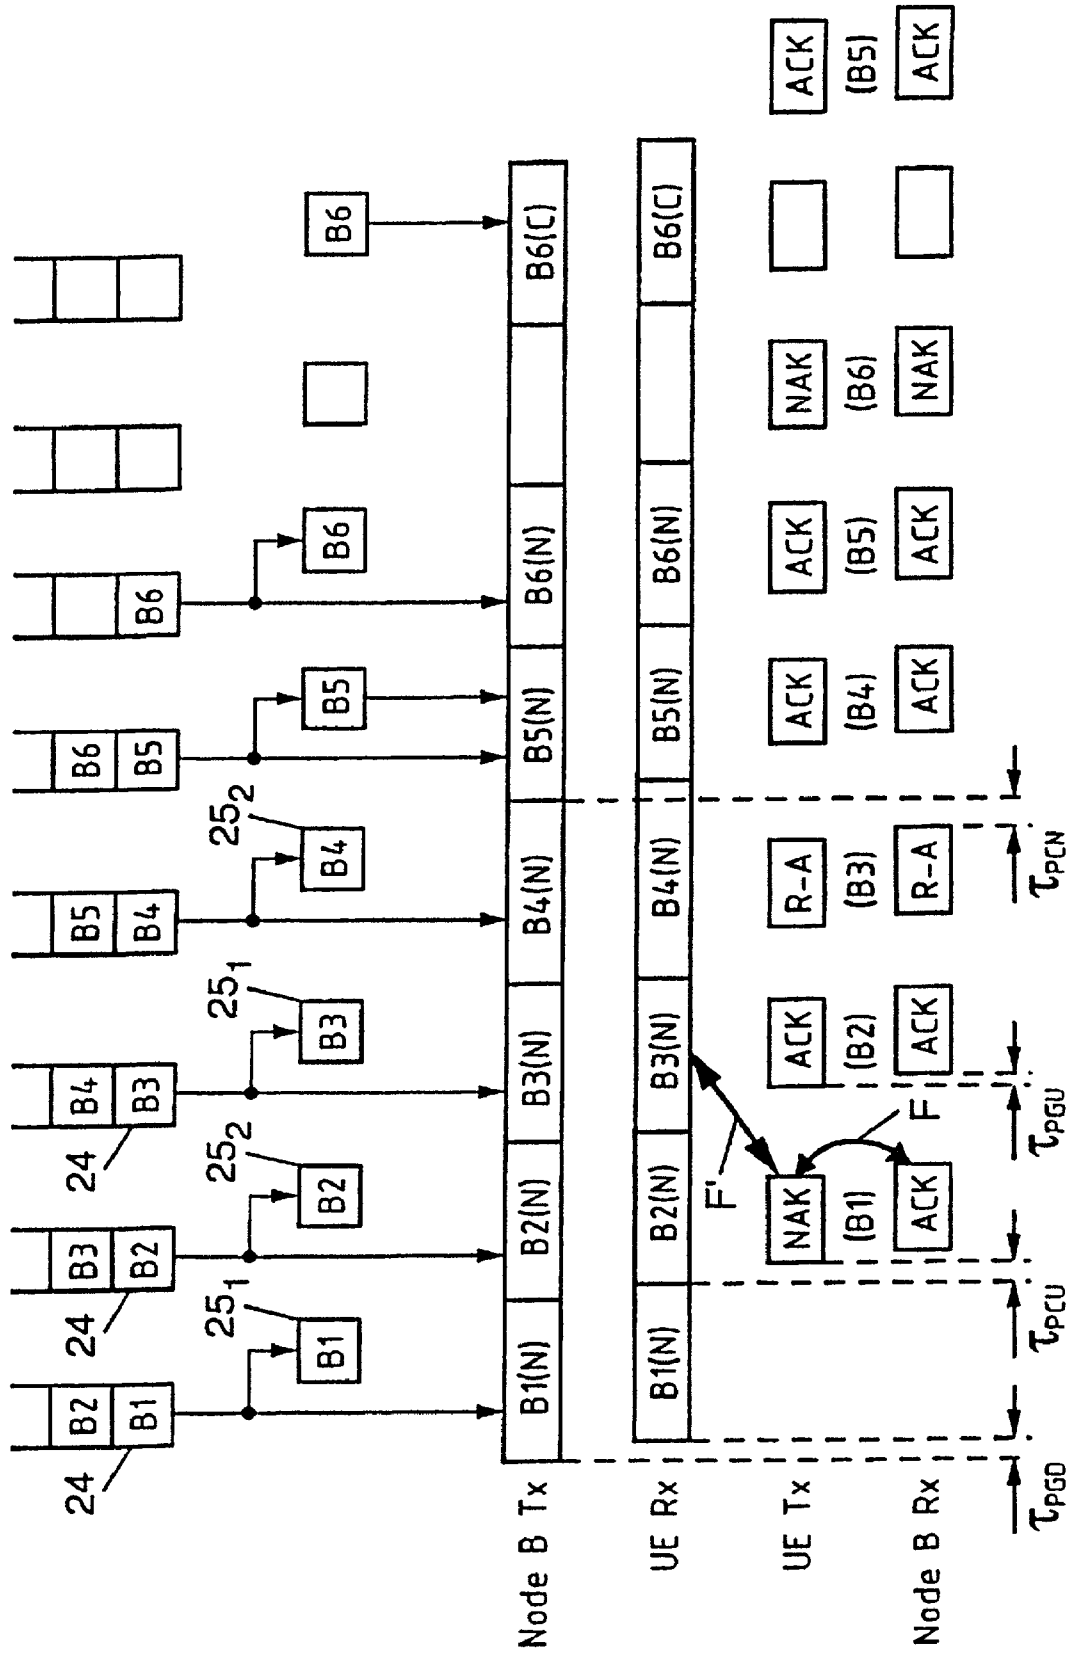 24 B2 24 B3 24 B4 B5 B6
B1 B2 B3 B4 B5 B6
25₁ 25₂ 25₁ 25₂
B1 B2 B3 B4 B5 B6 B6
Node B Tx B1(N) B2(N) B3(N) B4(N) B5(N) B6(N) B6(C)
UE Rx B1(N) B2(N) B3(N) B4(N) B5(N) B6(N) B6(C)
F'
UE Tx NAK ACK R-A ACK ACK NAK ACK
(B1) (B2) (B3) (B4) (B5) (B6) (B5)
F
Node B Rx ACK ACK R-A ACK ACK NAK ACK
τPGD τPCU τPGU τPCN